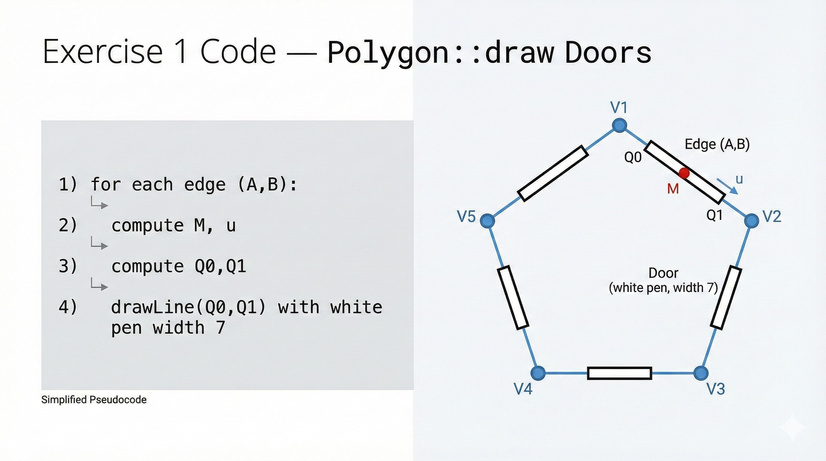 Exercise 1 Code — Polygon::draw Doors
1) for each edge (A,B):
2) compute M, u
3) compute Q0,Q1
4) drawLine(Q0,Q1) with white
pen width 7
Simplified Pseudocode
V1
Edge (A,B)
Q0
u
M
Q1
V5
V2
Door
(white pen, width 7)
V4
V3